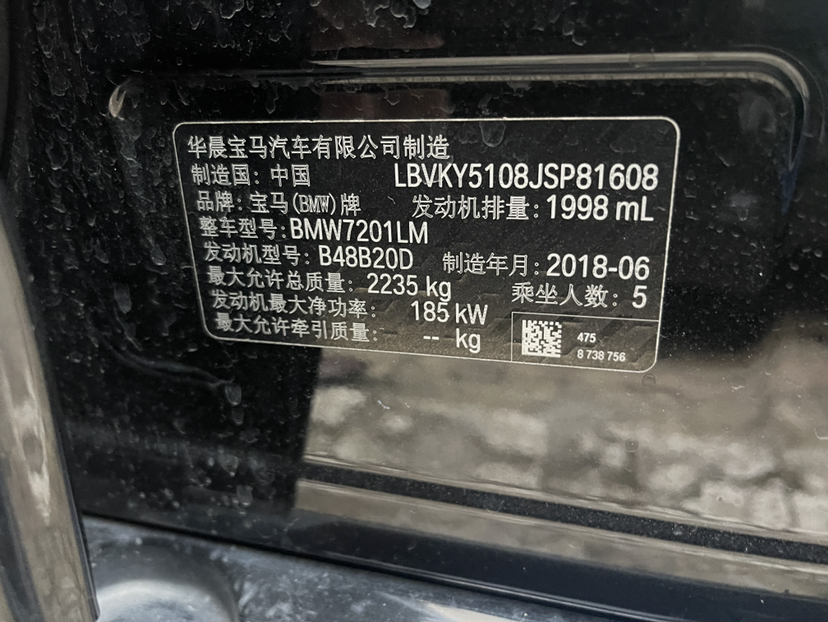 华晨宝马汽车有限公司制造
制造国：中国 LBVKY5108JSP81608
品牌：宝马(BMW)牌 发动机排量：1998 mL
整车型号：BMW7201LM
发动机型号：B48B20D 制造年月：2018-06
最大允许总质量：2235 kg 乘坐人数：5
发动机最大净功率：185 kW
最大允许牵引质量：-- kg
475
8 738 756